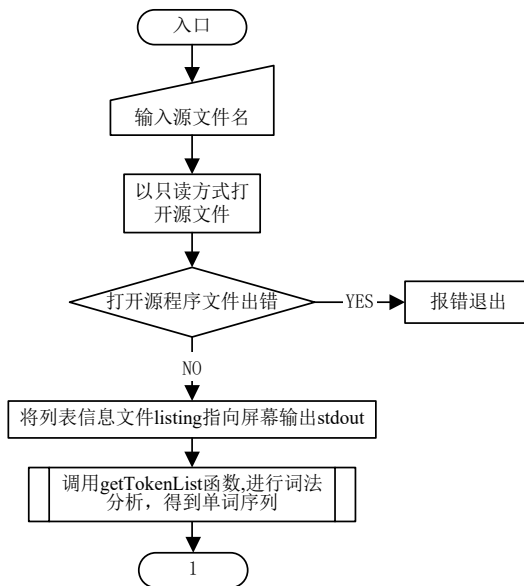 入口
输入源文件名
以只读方式打
开源文件
打开源程序文件出错
YES
报错退出
NO
将列表信息文件listing指向屏幕输出stdout
调用getTokenList函数,进行词法
分析，得到单词序列
1